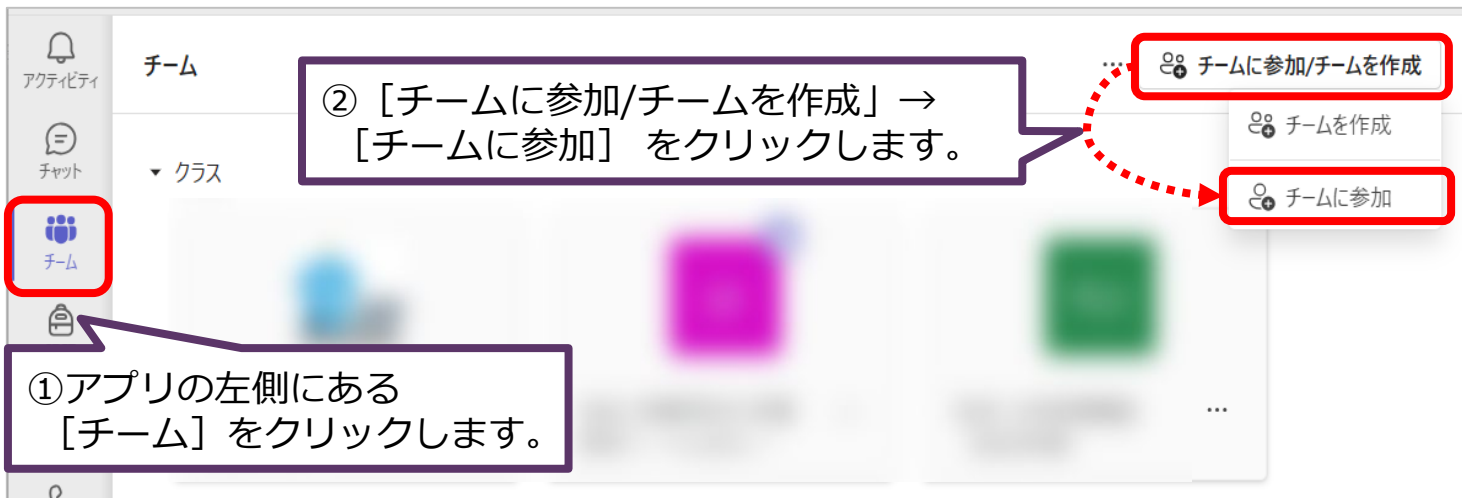 アクティビティ
チーム
… チームに参加/チームを作成
②［チームに参加/チームを作成」→
［チームに参加］ をクリックします。
チームを作成
チャット
クラス
チームに参加
チーム
①アプリの左側にある
［チーム］をクリックします。
…